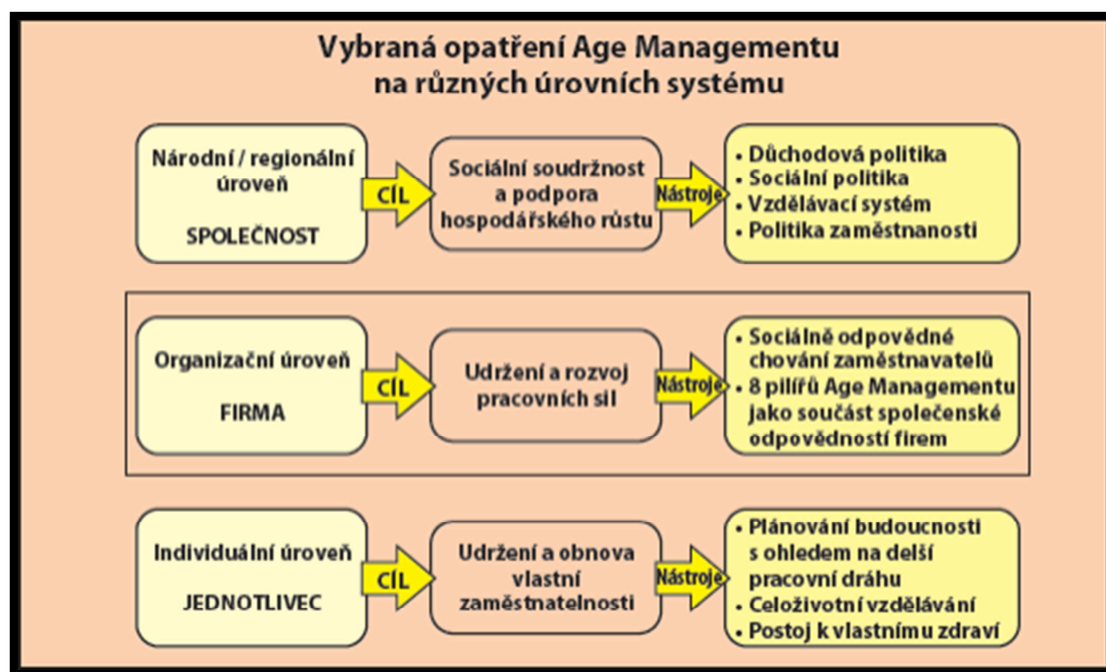 Vybraná opatření Age Managementu
na různých úrovních systému
Národní / regionální
úroveň
SPOLEČNOST
CÍL
Sociální soudržnost
a podpora
hospodářského růstu
Nástroje
• Důchodová politika
• Sociální politika
• Vzdělávací systém
• Politika zaměstnanosti
Organizační úroveň
FIRMA
CÍL
Udržení a rozvoj
pracovních sil
Nástroje
• Sociálně odpovědné
chování zaměstnavatelů
• 8 pilířů Age Managementu
jako součást společenské
odpovědností firem
Individuální úroveň
JEDNOTLIVEC
CÍL
Udržení a obnova
vlastní
zaměstnatelnosti
Nástroje
• Plánování budoucnosti
s ohledem na delší
pracovní dráhu
• Celoživotní vzdělávání
• Postoj k vlastnímu zdraví